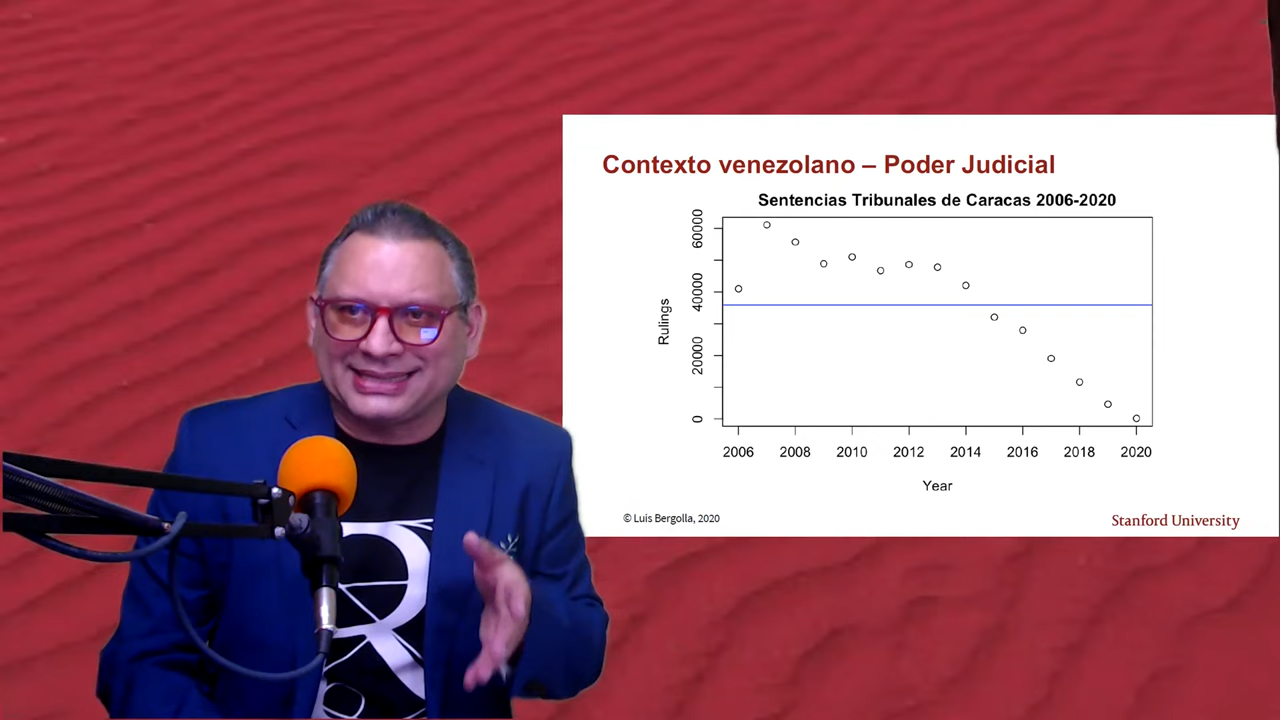 Contexto venezolano – Poder Judicial
Sentencias Tribunales de Caracas 2006-2020
60000
40000
20000
0
Rulings
2006 2008 2010 2012 2014 2016 2018 2020
Year
© Luis Bergolla, 2020
Stanford University
R